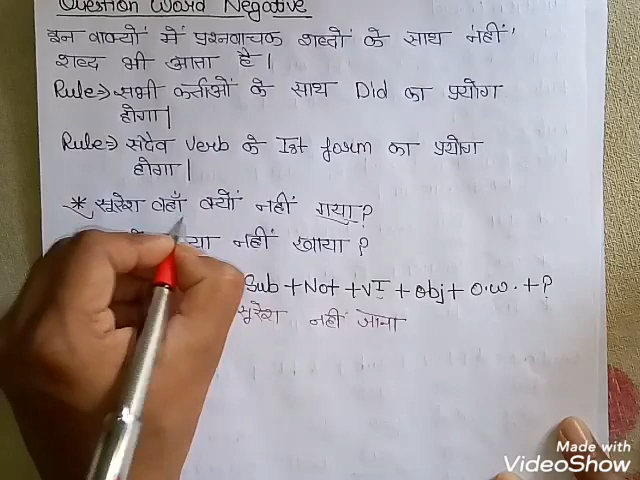 Question Word Negative
इन वाक्यों में प्रश्नवाचक शब्दों के साथ 'नहीं'
शब्द भी आता है।
Rule⇒ सभी कर्त्ताओं के साथ Did का प्रयोग
होगा।
Rule⇒ सदैव Verb के Ist form का प्रयोग
होगा।
* सुरेश वहाँ क्यों नहीं गया?
नहीं खाया?
Sub + Not + VI + Obj + O.W. + ?
सुरेश नहीं जाना
Made with
VideoShow